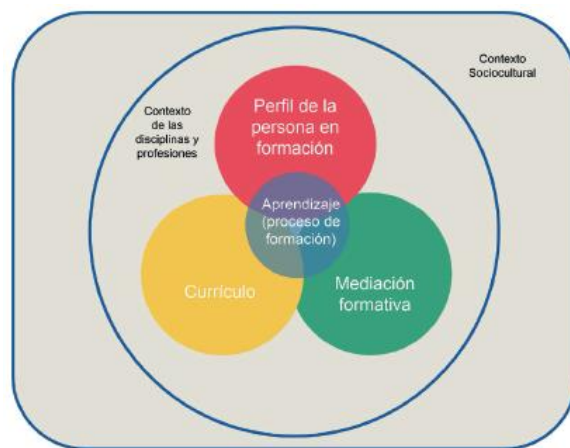 Contexto
Sociocultural
Contexto
de las
disciplinas y
profesiones
Perfil de la
persona en
formación
Aprendizaje
(proceso de
formación)
Currículo
Mediación
formativa